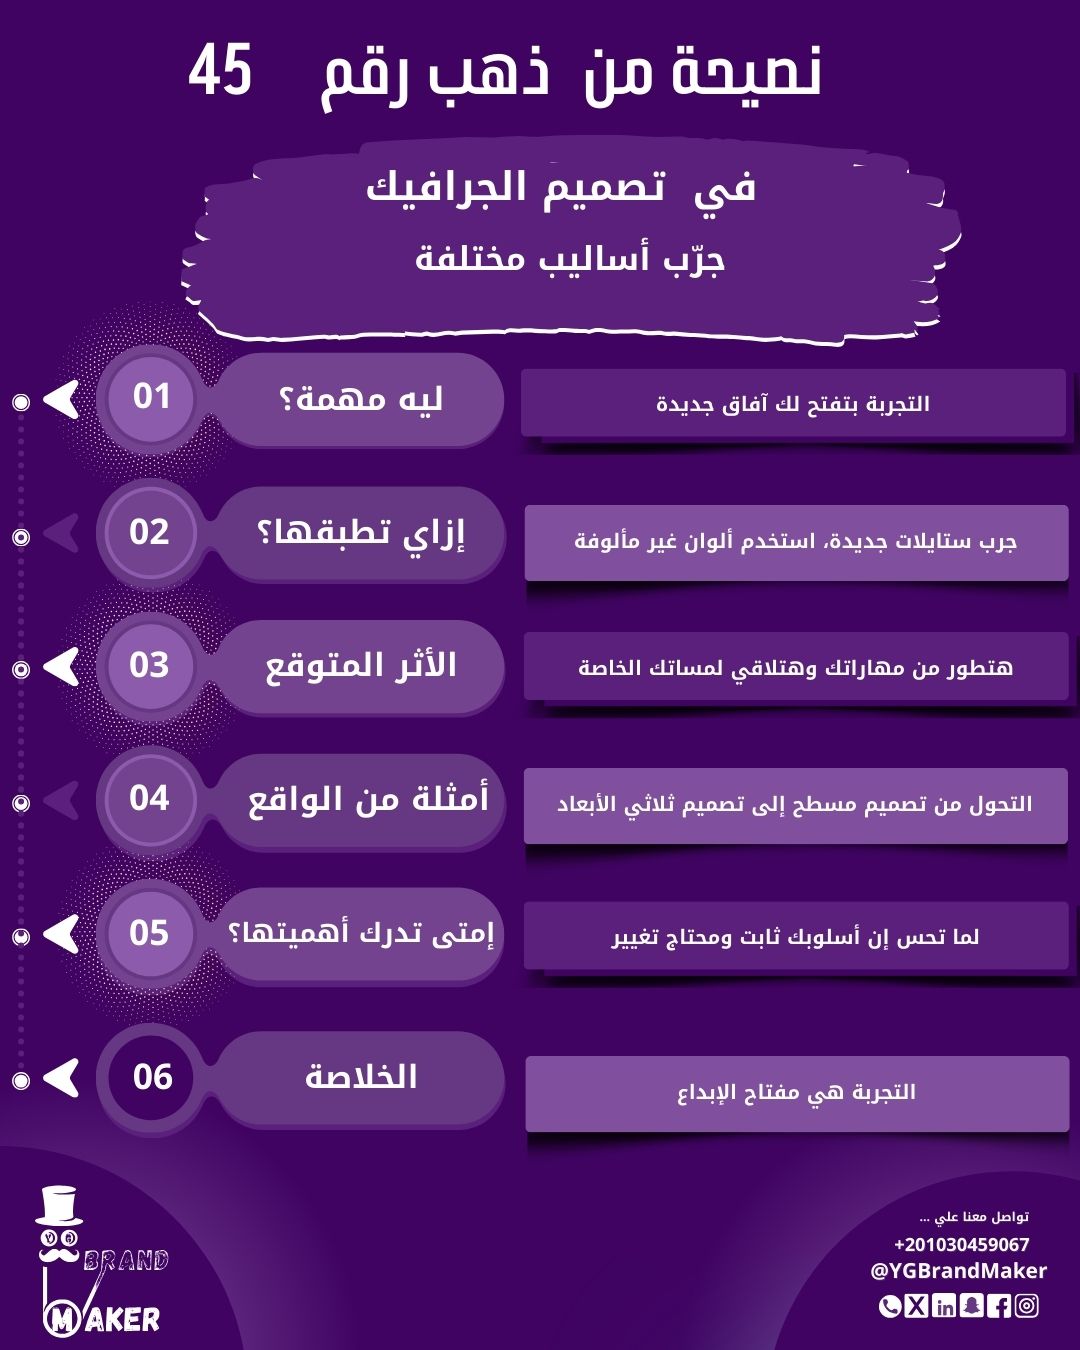 نصيحة من ذهب رقم 45
في تصميم الجرافيك
جرّب أساليب مختلفة
01
ليه مهمة؟
التجربة بتفتح لك آفاق جديدة
02
إزاي تطبقها؟
جرب ستايلات جديدة، استخدم ألوان غير مألوفة
03
الأثر المتوقع
هتطور من مهاراتك وهتلاقي لمساتك الخاصة
04
أمثلة من الواقع
التحول من تصميم مسطح إلى تصميم ثلاثي الأبعاد
05
إمتى تدرك أهميتها؟
لما تحس إن أسلوبك ثابت ومحتاج تغيير
06
الخلاصة
التجربة هي مفتاح الإبداع
تواصل معنا علي ...
+201030459067
@YGBrandMaker
BRAND
MAKER